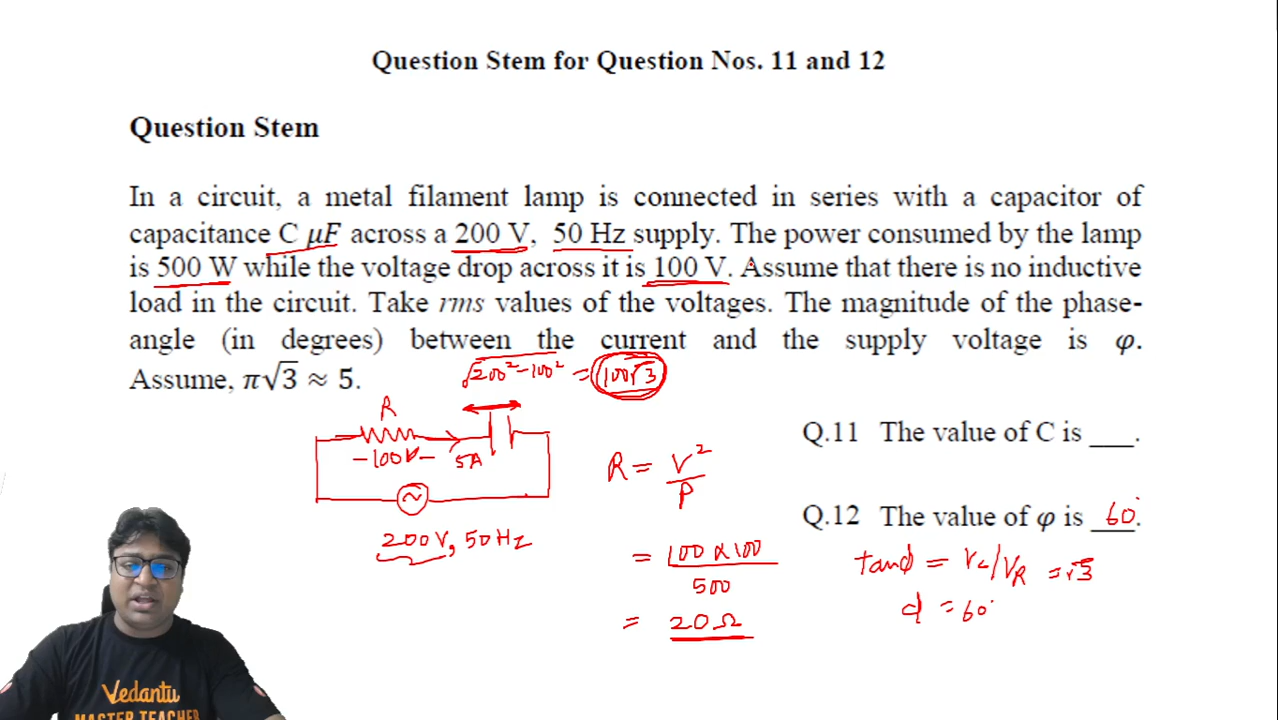 Question Stem for Question Nos. 11 and 12
Question Stem
In a circuit, a metal filament lamp is connected in series with a capacitor of
capacitance C μF across a 200 V, 50 Hz supply. The power consumed by the lamp
is 500 W while the voltage drop across it is 100 V. Assume that there is no inductive
load in the circuit. Take rms values of the voltages. The magnitude of the phase-
angle (in degrees) between the current and the supply voltage is φ.
Assume, π√3 ≈ 5.
√200²-100² = 100√3
R
-100V- 5A
200V, 50Hz
R = V²/P
= 100 x 100/500
= 20Ω
Q.11 The value of C is ___.
Q.12 The value of φ is 60°.
tanϕ = Vc/VR = √3
ϕ = 60°
Vedantu
MASTER TEACHER